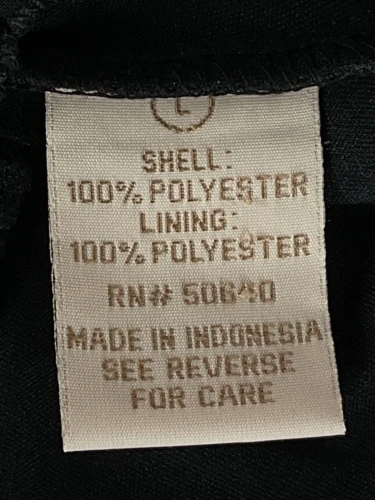 L
SHELL:
100% POLYESTER
LINING:
100% POLYESTER
RN# 50640
MADE IN INDONESIA
SEE REVERSE
FOR CARE